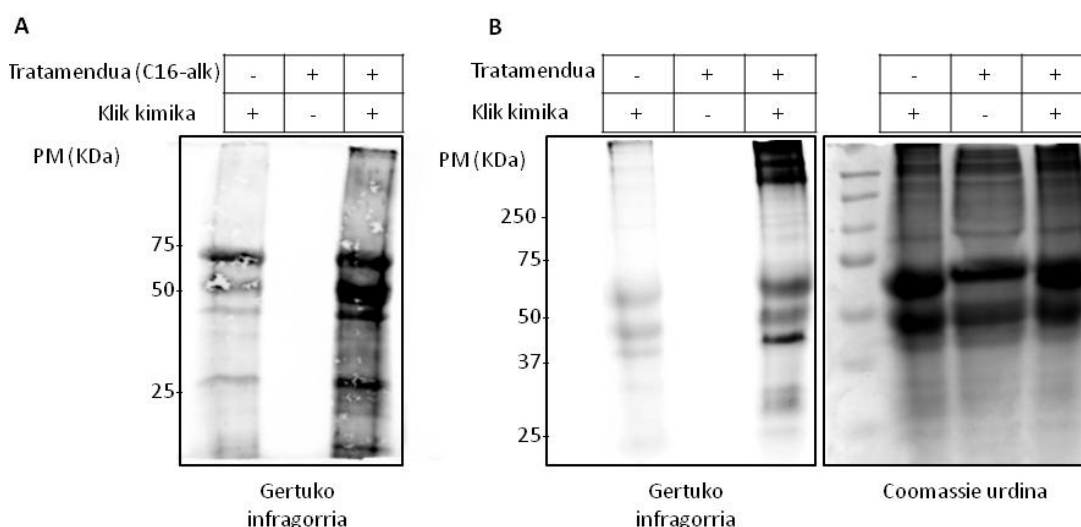 A
Tratamendua (C16-alk) - + +
Klik kimika + - +
PM (KDa)
75
50
25
Gertuko
infragorria
B
Tratamendua - + + - + +
Klik kimika + - + + - +
PM (KDa)
250
75
50
37
25
Gertuko
infragorria
Coomassie urdina